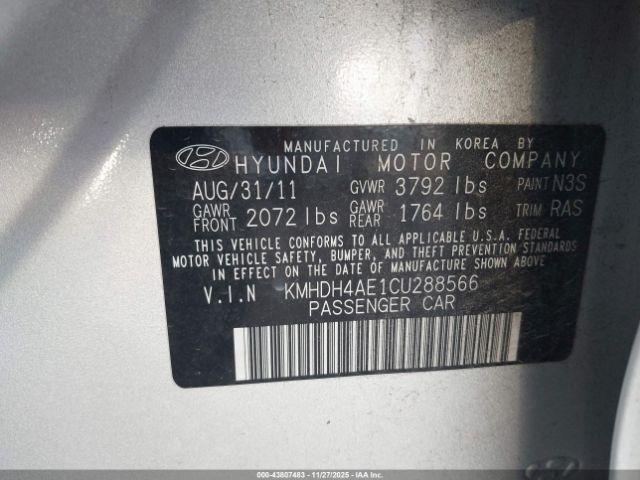 MANUFACTURED IN KOREA BY
HYUNDAI MOTOR COMPANY
AUG/31/11 GVWR 3792 lbs PAINT N3S
GAWR FRONT 2072 lbs GAWR REAR 1764 lbs TRIM RAS
THIS VEHICLE CONFORMS TO ALL APPLICABLE U.S.A. FEDERAL
MOTOR VEHICLE SAFETY, BUMPER, AND THEFT PREVENTION STANDARDS
IN EFFECT ON THE DATE OF MANUFACTURE SHOWN ABOVE
V.I.N KMHDH4AE1CU288566
PASSENGER CAR
000-43807483 - 11/27/2025 - IAAI.COM